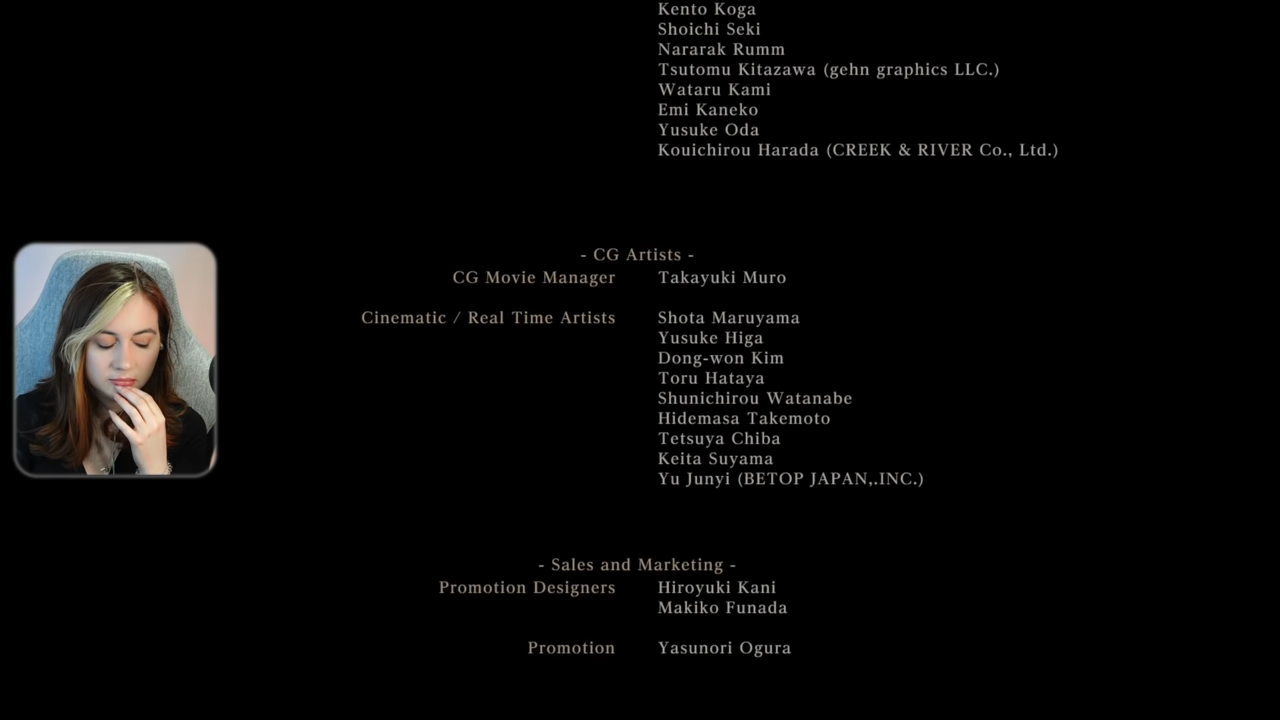 Kento Koga
Shoichi Seki
Nararak Rumm
Tsutomu Kitazawa (gehn graphics LLC.)
Wataru Kami
Emi Kaneko
Yusuke Oda
Kouichirou Harada (CREEK & RIVER Co., Ltd.)
- CG Artists -
CG Movie Manager Takayuki Muro
Cinematic / Real Time Artists Shota Maruyama
Yusuke Higa
Dong-won Kim
Toru Hataya
Shunichirou Watanabe
Hidemasa Takemoto
Tetsuya Chiba
Keita Suyama
Yu Junyi (BETOP JAPAN,.INC.)
- Sales and Marketing -
Promotion Designers Hiroyuki Kani
Makiko Funada
Promotion Yasunori Ogura